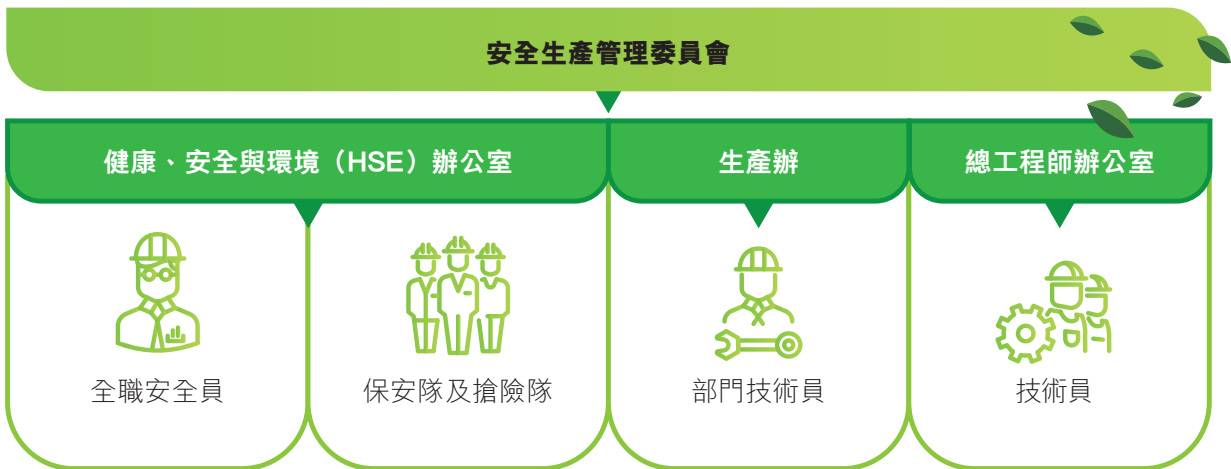 安全生產管理委員會
健康、安全與環境（HSE）辦公室
生產辦
總工程師辦公室
全職安全員
保安隊及搶險隊
部門技術員
技術員